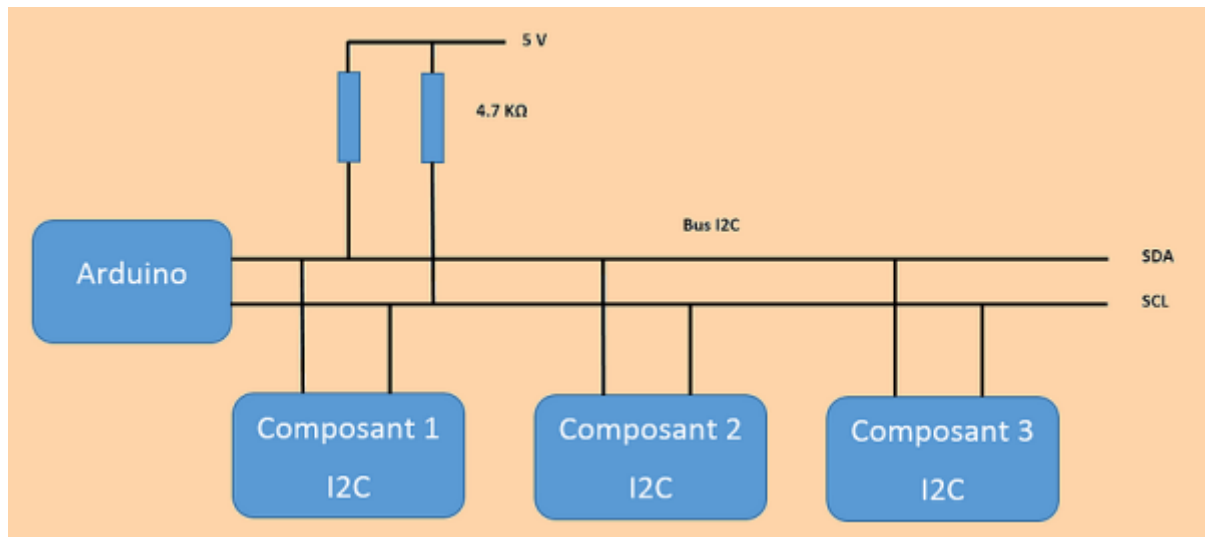 5 V
4.7 KΩ
Bus I2C
SDA
Arduino
SCL
Composant 1
I2C
Composant 2
I2C
Composant 3
I2C